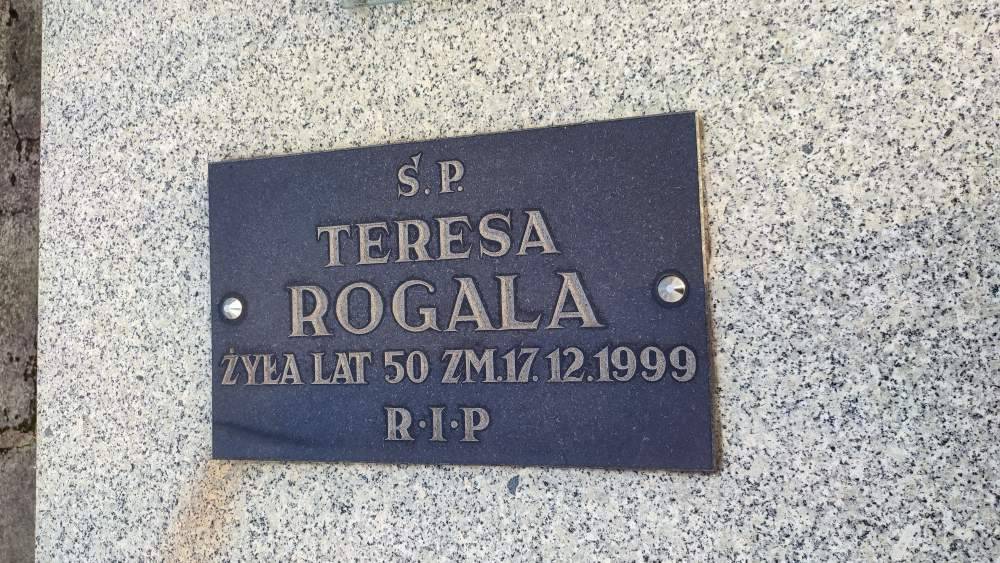 Ś.P.
TERESA
ROGALA
ŻYŁA LAT 50 ZM.17.12.1999
R·I·P